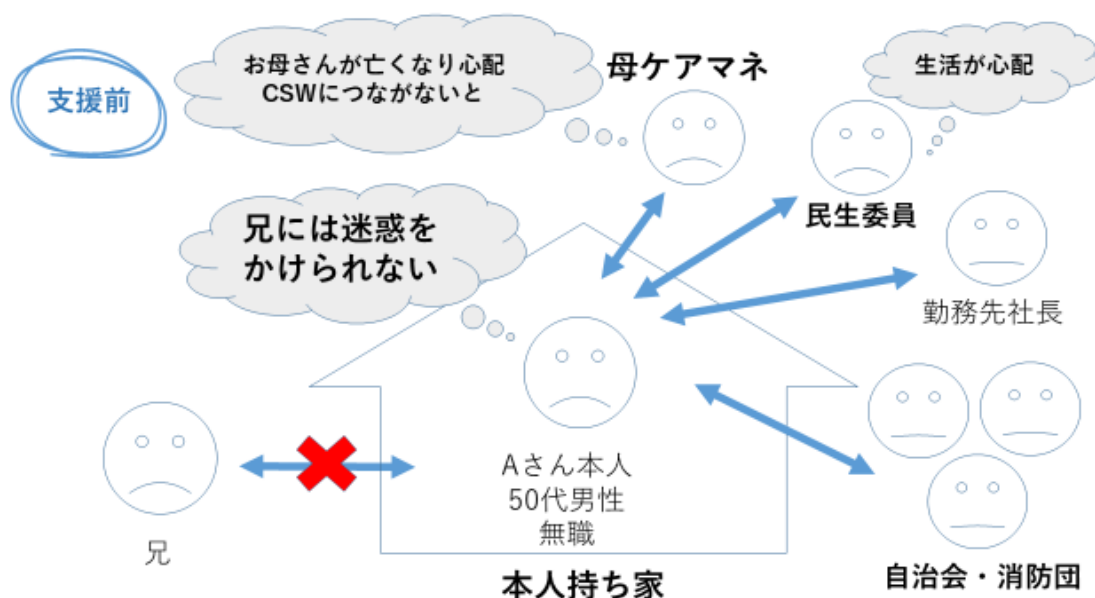 支援前
お母さんが亡くなり心配
CSWにつながないと
母ケアマネ
生活が心配
民生委員
兄には迷惑を
かけられない
勤務先社長
Aさん本人
50代男性
無職
兄
本人持ち家
自治会・消防団